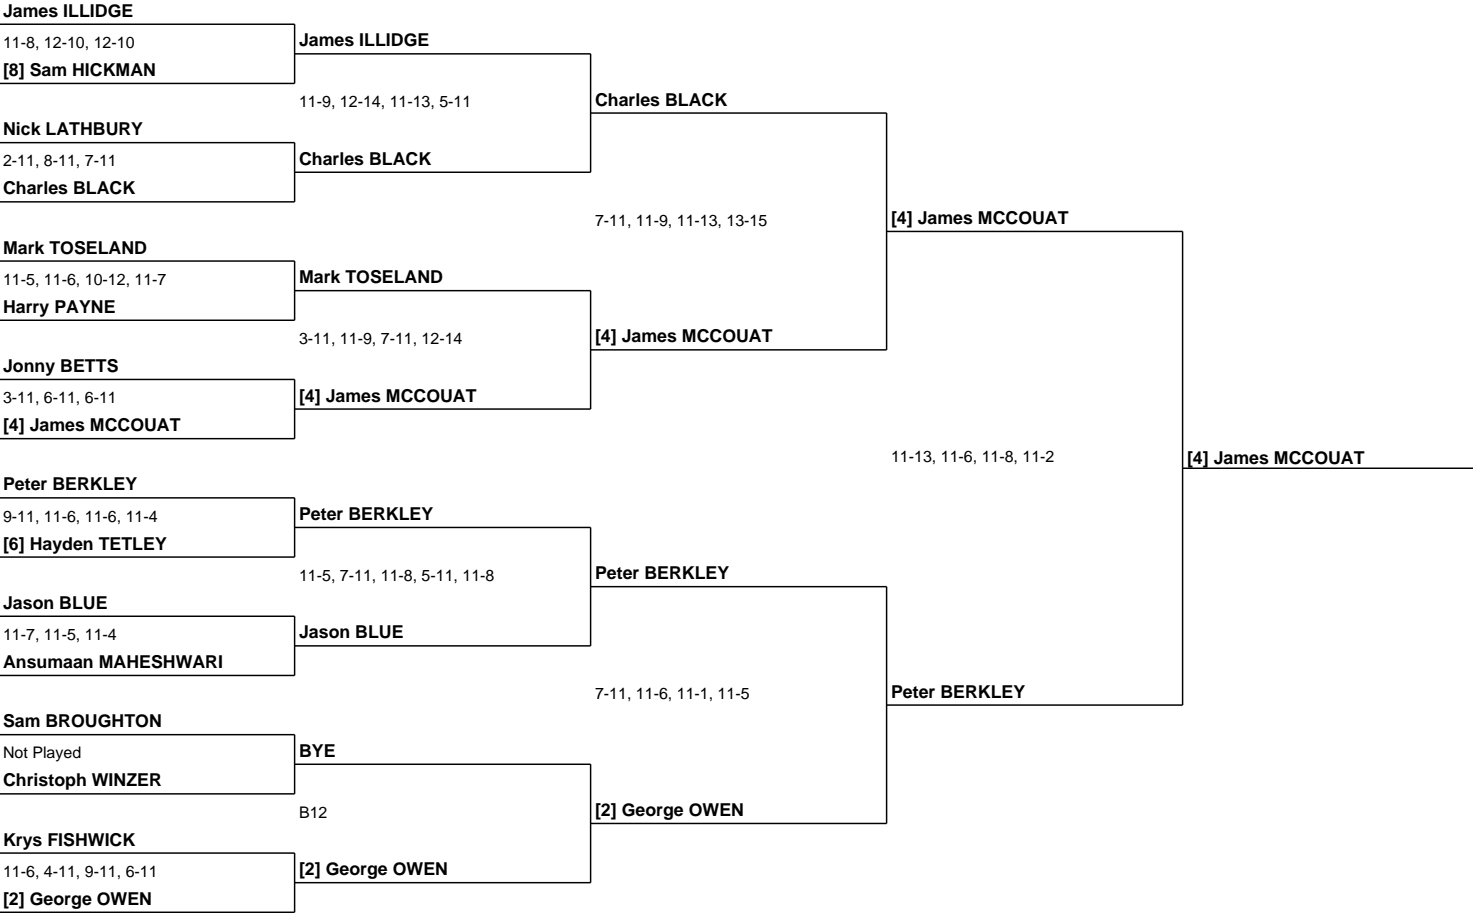 James ILLIDGE
11-8, 12-10, 12-10
[8] Sam HICKMAN
Nick LATHBURY
2-11, 8-11, 7-11
Charles BLACK
Mark TOSELAND
11-5, 11-6, 10-12, 11-7
Harry PAYNE
Jonny BETTS
3-11, 6-11, 6-11
[4] James MCCOUAT
Peter BERKLEY
9-11, 11-6, 11-6, 11-4
[6] Hayden TETLEY
Jason BLUE
11-7, 11-5, 11-4
Ansumaan MAHESHWARI
Sam BROUGHTON
Not Played
Christoph WINZER
Krys FISHWICK
11-6, 4-11, 9-11, 6-11
[2] George OWEN
James ILLIDGE
11-9, 12-14, 11-13, 5-11
Charles BLACK
Mark TOSELAND
3-11, 11-9, 7-11, 12-14
[4] James MCCOUAT
Peter BERKLEY
11-5, 7-11, 11-8, 5-11, 11-8
Jason BLUE
BYE
B12
[2] George OWEN
Charles BLACK
7-11, 11-9, 11-13, 13-15
[4] James MCCOUAT
Peter BERKLEY
7-11, 11-6, 11-1, 11-5
[2] George OWEN
[4] James MCCOUAT
11-13, 11-6, 11-8, 11-2
Peter BERKLEY
[4] James MCCOUAT